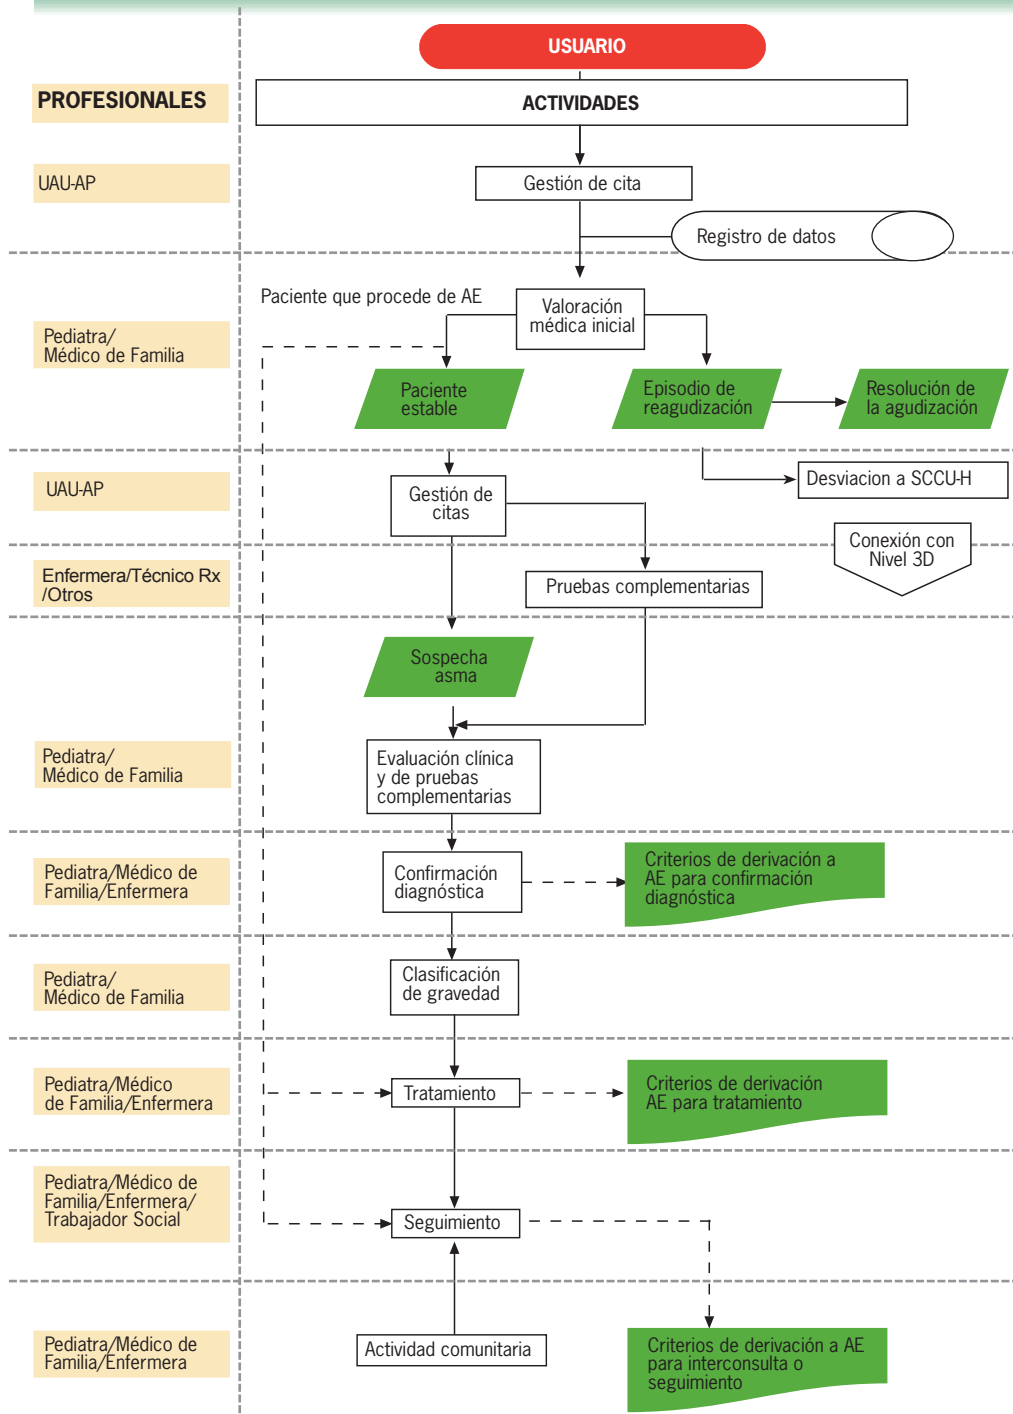 USUARIO
PROFESIONALES
ACTIVIDADES
UAU-AP
Gestión de cita
Registro de datos
Paciente que procede de AE
Valoración
médica inicial
Pediatra/
Médico de Familia
Paciente
estable
Episodio de
reagudización
Resolución de
la agudización
UAU-AP
Gestión de
citas
Desviacion a SCCU-H
Conexión con
Nivel 3D
Enfermera/Técnico Rx
/Otros
Pruebas complementarias
Sospecha
asma
Pediatra/
Médico de Familia
Evaluación clínica
y de pruebas
complementarias
Pediatra/Médico de
Familia/Enfermera
Confirmación
diagnóstica
Criterios de derivación a
AE para confirmación
diagnóstica
Pediatra/
Médico de Familia
Clasificación
de gravedad
Pediatra/Médico
de Familia/Enfermera
Tratamiento
Criterios de derivación
AE para tratamiento
Pediatra/Médico de
Familia/Enfermera/
Trabajador Social
Seguimiento
Pediatra/Médico de
Familia/Enfermera
Actividad comunitaria
Criterios de derivación a AE
para interconsulta o
seguimiento